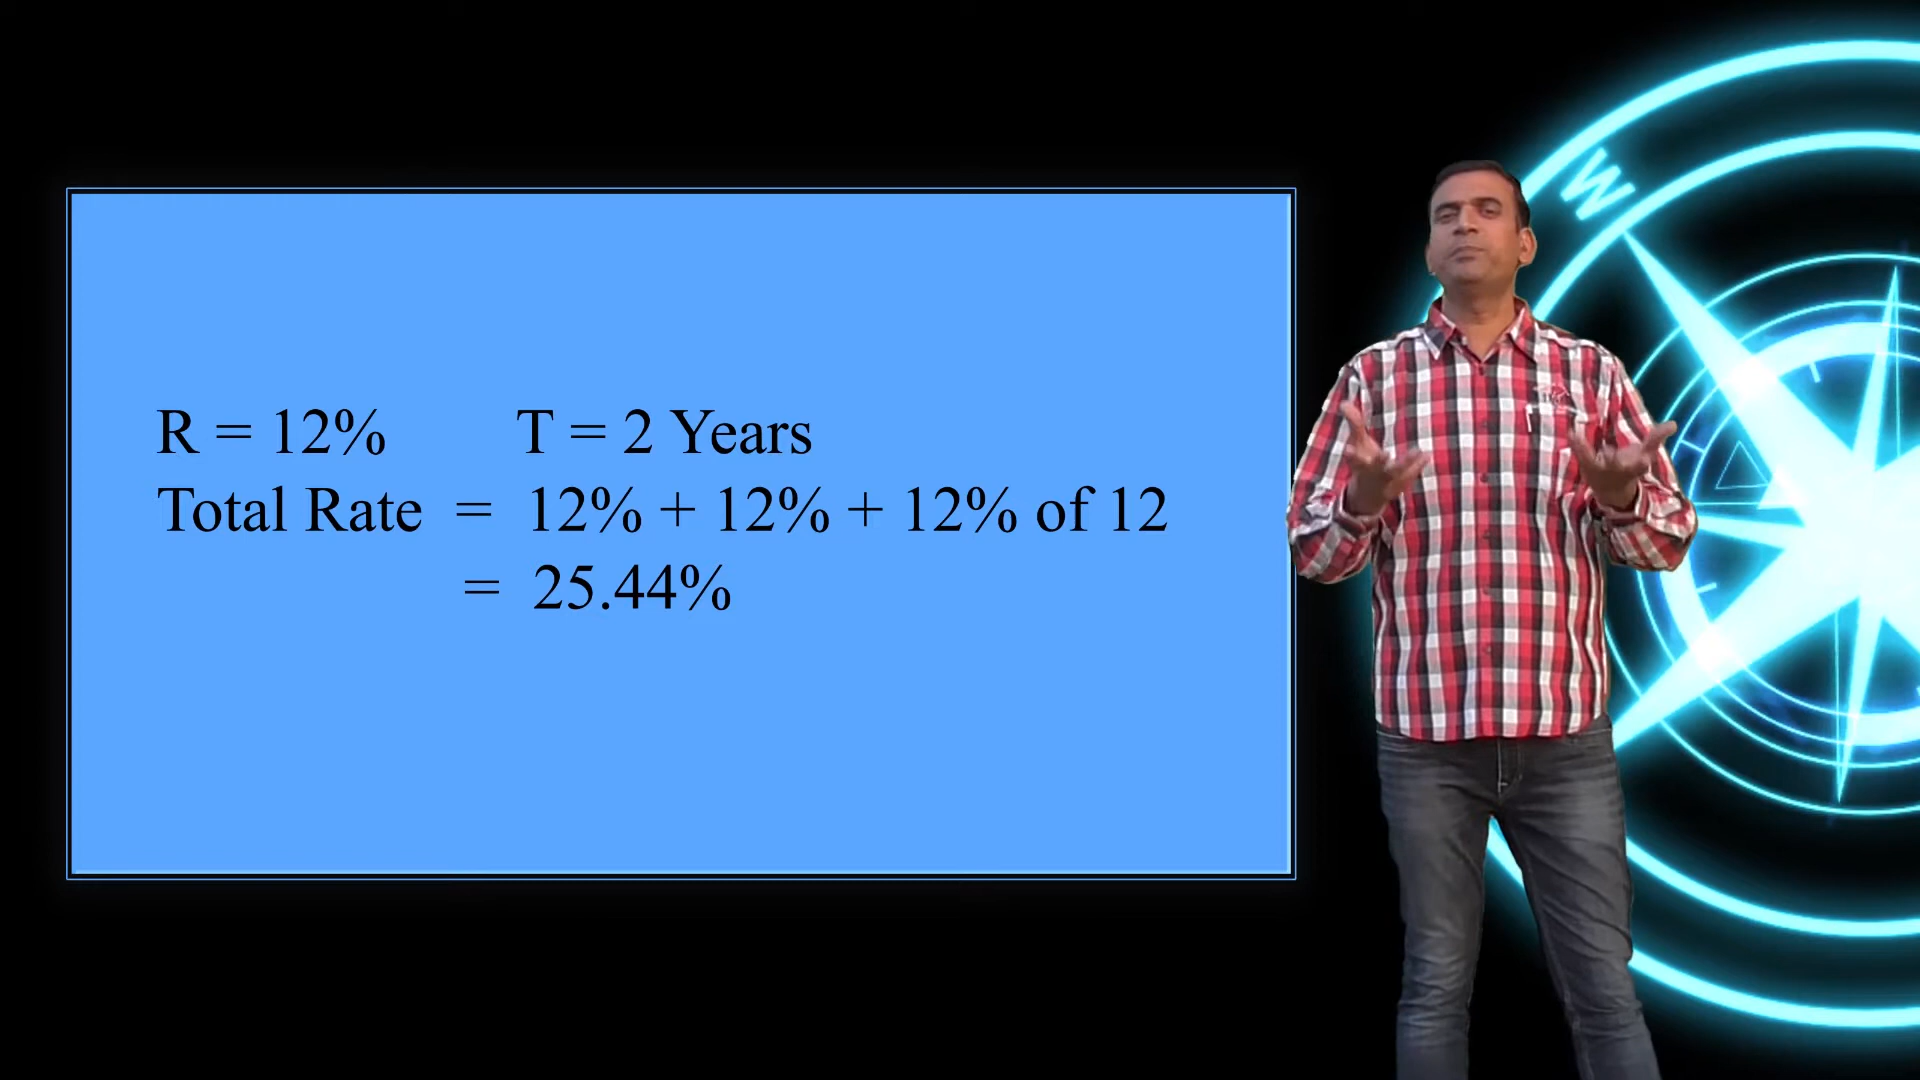 W
R = 12% T = 2 Years
Total Rate = 12% + 12% + 12% of 12
= 25.44%